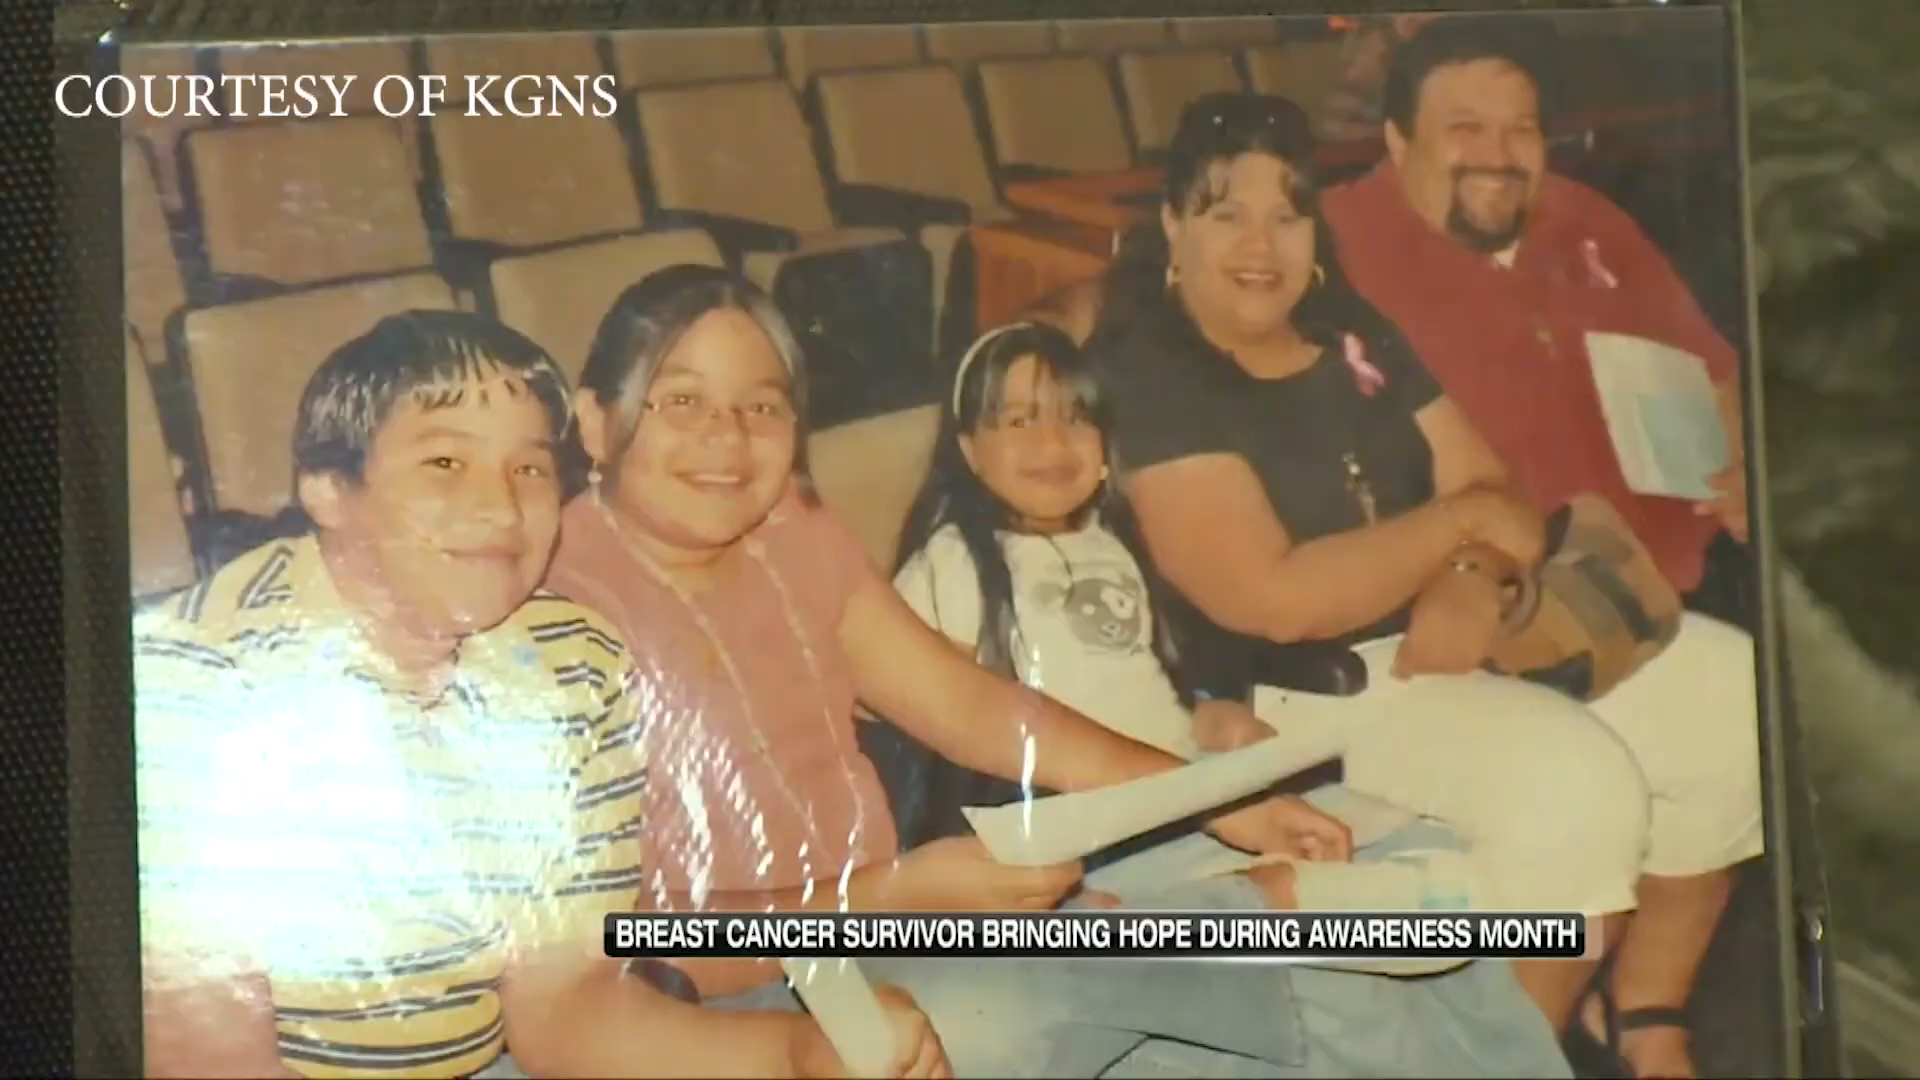 COURTESY OF KGNS
BREAST CANCER SURVIVOR BRINGING HOPE DURING AWARENESS MONTH